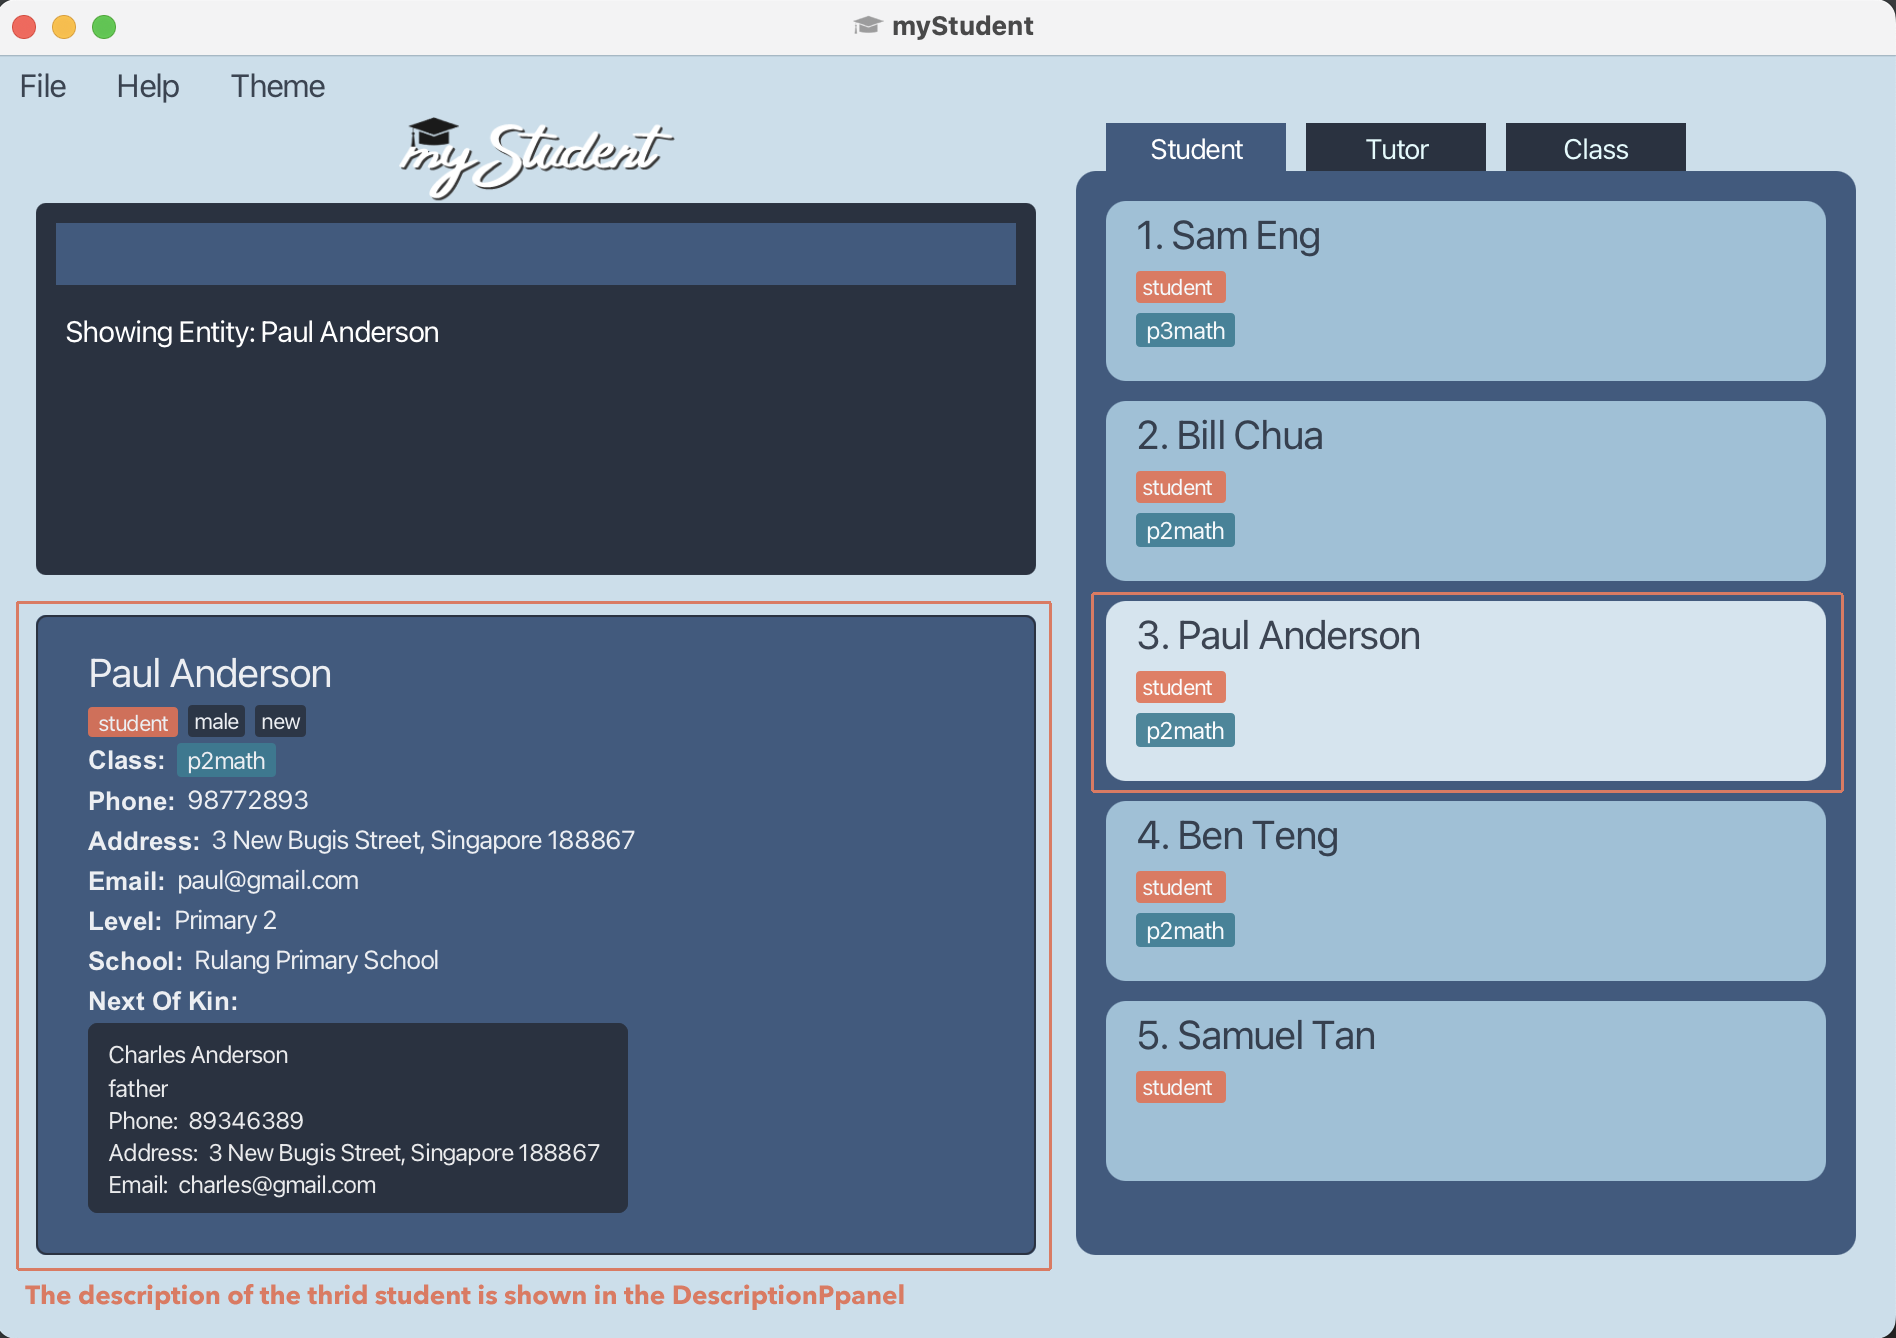 myStudent
File Help Theme
myStudent
Showing Entity: Paul Anderson
Paul Anderson
student male new
Class: p2math
Phone: 98772893
Address: 3 New Bugis Street, Singapore 188867
Email: paul@gmail.com
Level: Primary 2
School: Rulang Primary School
Next Of Kin:
Charles Anderson
father
Phone: 89346389
Address: 3 New Bugis Street, Singapore 188867
Email: charles@gmail.com
The description of the thrid student is shown in the DescriptionPpanel
Student Tutor Class
1. Sam Eng
student
p3math
2. Bill Chua
student
p2math
3. Paul Anderson
student
p2math
4. Ben Teng
student
p2math
5. Samuel Tan
student